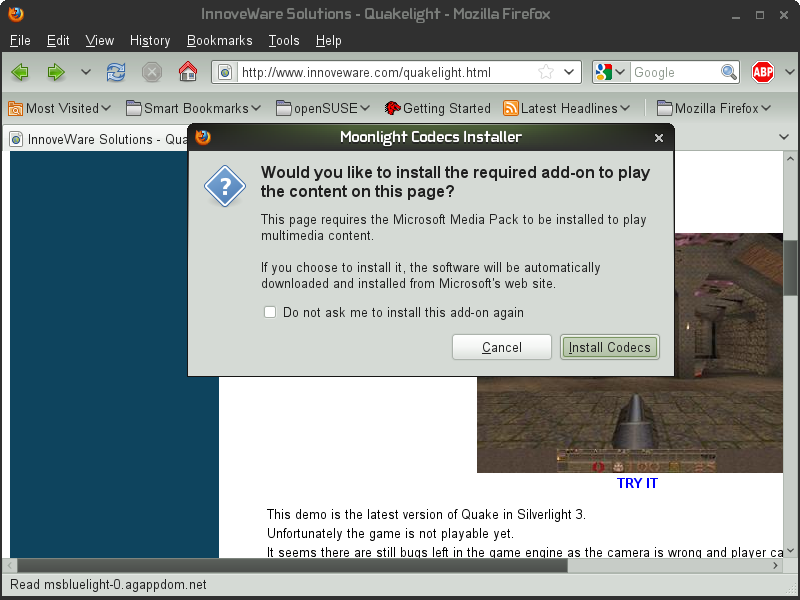 InnoveWare Solutions - Quakelight - Mozilla Firefox
File Edit View History Bookmarks Tools Help
http://www.innoveware.com/quakelight.html Google ABP
Most Visited Smart Bookmarks openSUSE Getting Started Latest Headlines Mozilla Firefox
InnoveWare Solutions - Qua
Moonlight Codecs Installer
Would you like to install the required add-on to play
the content on this page?
This page requires the Microsoft Media Pack to be installed to play
multimedia content.
If you choose to install it, the software will be automatically
downloaded and installed from Microsoft's web site.
Do not ask me to install this add-on again
Cancel Install Codecs
TRY IT
This demo is the latest version of Quake in Silverlight 3.
Unfortunately the game is not playable yet.
It seems there are still bugs left in the game engine as the camera is wrong and player ca
Read msbluelight-0.agappdom.net